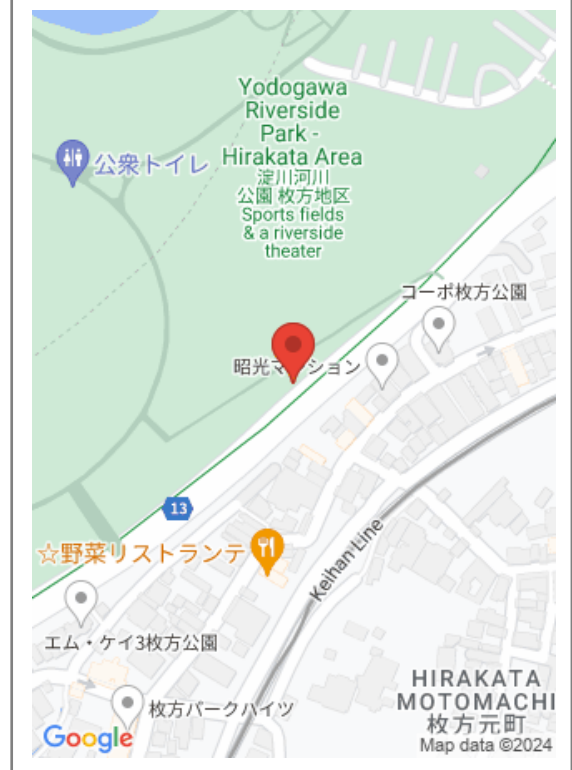 Yodogawa
Riverside
Park -
Hirakata Area
淀川河川
公園 枚方地区
Sports fields
& a riverside
theater
公衆トイレ
コーポ枚方公園
昭光マンション
13
☆野菜リストランテ
Keihan Line
エム・ケイ3枚方公園
HIRAKATA
MOTOMACHI
枚方元町
枚方パークハイツ
Google
Map data ©2024